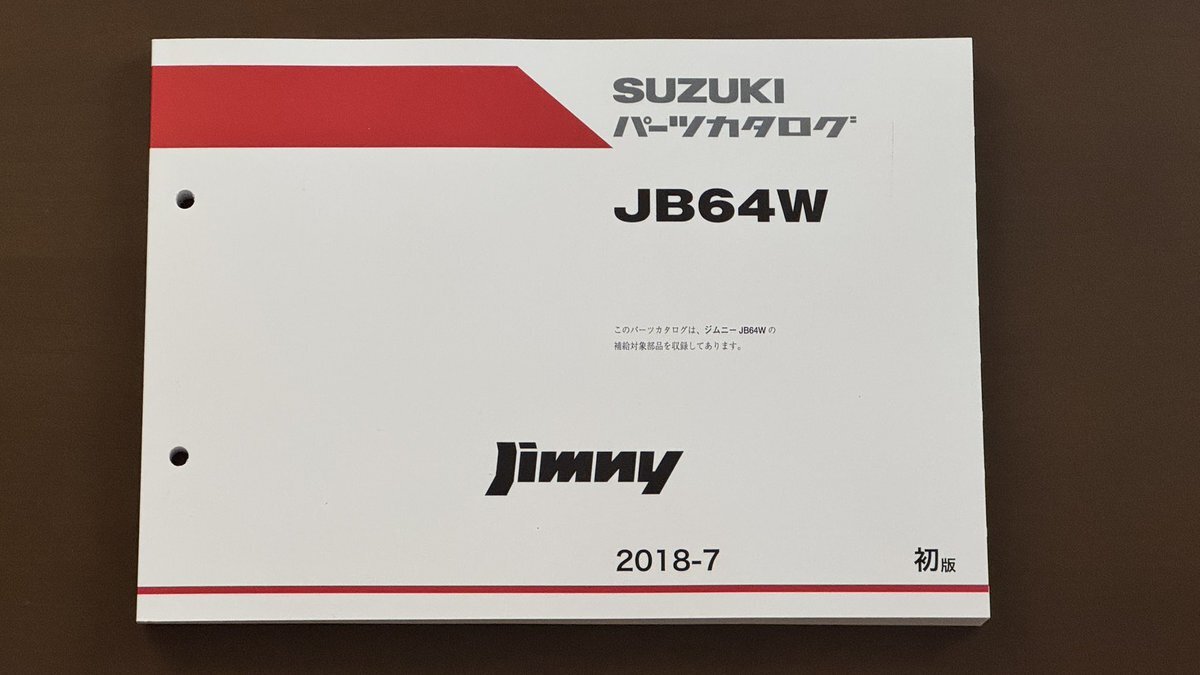 SUZUKI
パーツカタログ
JB64W
このパーツカタログは、ジムニー JB64W の
補給対象部品を収録してあります。
Jimny
2018-7
初版